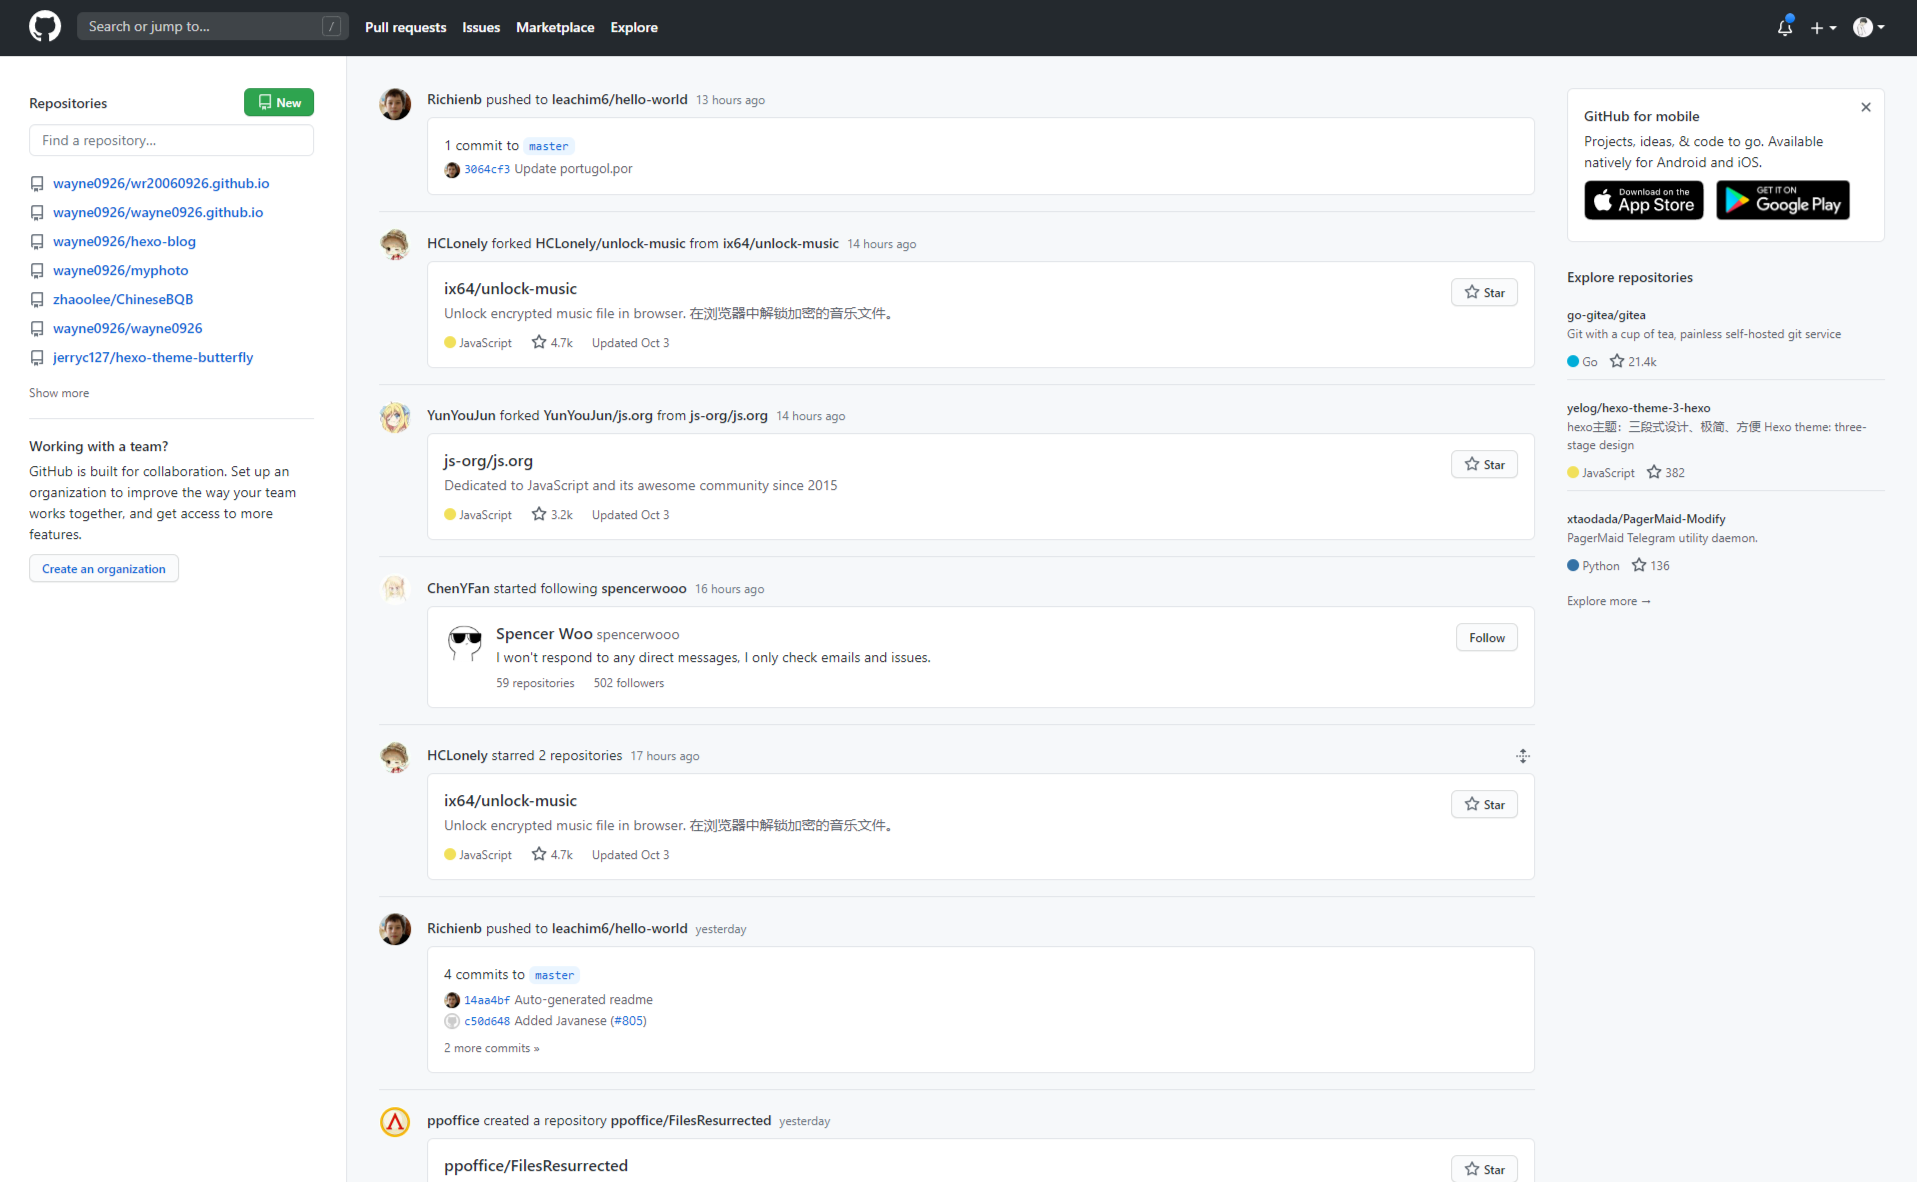 Search or jump to... / Pull requests Issues Marketplace Explore
Repositories New
Find a repository...
wayne0926/wr20060926.github.io
wayne0926/wayne0926.github.io
wayne0926/hexo-blog
wayne0926/myphoto
zhaoolee/ChineseBQB
wayne0926/wayne0926
jerryc127/hexo-theme-butterfly
Show more
Working with a team?
GitHub is built for collaboration. Set up an
organization to improve the way your team
works together, and get access to more
features.
Create an organization
Richienb pushed to leachim6/hello-world 13 hours ago
1 commit to master
3064cf3 Update portugol.por
HCLonely forked HCLonely/unlock-music from ix64/unlock-music 14 hours ago
ix64/unlock-music
Star
Unlock encrypted music file in browser. 在浏览器中解锁加密的音乐文件。
JavaScript 4.7k Updated Oct 3
YunYouJun forked YunYouJun/js.org from js-org/js.org 14 hours ago
js-org/js.org
Star
Dedicated to JavaScript and its awesome community since 2015
JavaScript 3.2k Updated Oct 3
ChenYFan started following spencerwooo 16 hours ago
Spencer Woo spencerwooo
Follow
I won't respond to any direct messages, I only check emails and issues.
59 repositories 502 followers
HCLonely starred 2 repositories 17 hours ago
ix64/unlock-music
Star
Unlock encrypted music file in browser. 在浏览器中解锁加密的音乐文件。
JavaScript 4.7k Updated Oct 3
Richienb pushed to leachim6/hello-world yesterday
4 commits to master
14aa4bf Auto-generated readme
c50d648 Added Javanese (#805)
2 more commits »
ppoffice created a repository ppoffice/FilesResurrected yesterday
ppoffice/FilesResurrected
Star
GitHub for mobile
Projects, ideas, & code to go. Available
natively for Android and iOS.
Download on the
App Store
GET IT ON
Google Play
Explore repositories
go-gitea/gitea
Git with a cup of tea, painless self-hosted git service
Go 21.4k
yelog/hexo-theme-3-hexo
hexo主题：三段式设计、极简、方便 Hexo theme: three-
stage design
JavaScript 382
xtaodada/PagerMaid-Modify
PagerMaid Telegram utility daemon.
Python 136
Explore more →